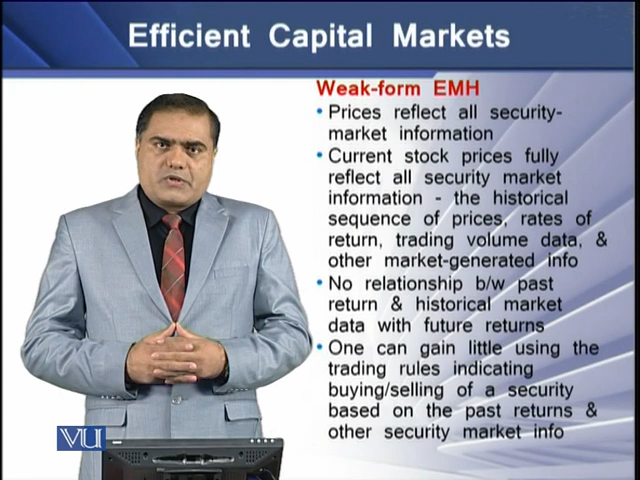 Efficient Capital Markets
Weak-form EMH
• Prices reflect all security-
market information
• Current stock prices fully
reflect all security market
information - the historical
sequence of prices, rates of
return, trading volume data, &
other market-generated info
• No relationship b/w past
return & historical market
data with future returns
• One can gain little using the
trading rules indicating
buying/selling of a security
based on the past returns &
other security market info
VU